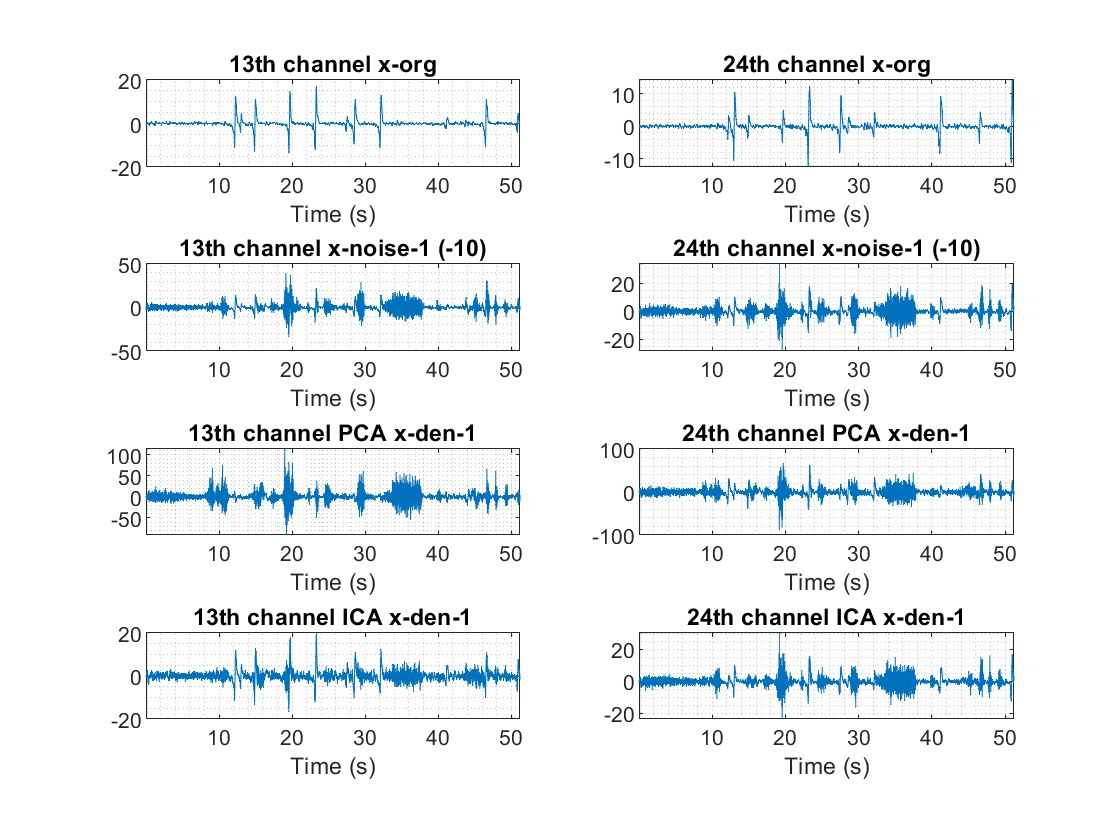 13th channel x-org
20
0
-20
10 20 30 40 50
Time (s)
24th channel x-org
10
0
-10
10 20 30 40 50
Time (s)
13th channel x-noise-1 (-10)
50
0
-50
10 20 30 40 50
Time (s)
24th channel x-noise-1 (-10)
20
0
-20
10 20 30 40 50
Time (s)
13th channel PCA x-den-1
100
50
0
-50
10 20 30 40 50
Time (s)
24th channel PCA x-den-1
100
0
-100
10 20 30 40 50
Time (s)
13th channel ICA x-den-1
20
0
-20
10 20 30 40 50
Time (s)
24th channel ICA x-den-1
20
0
-20
10 20 30 40 50
Time (s)